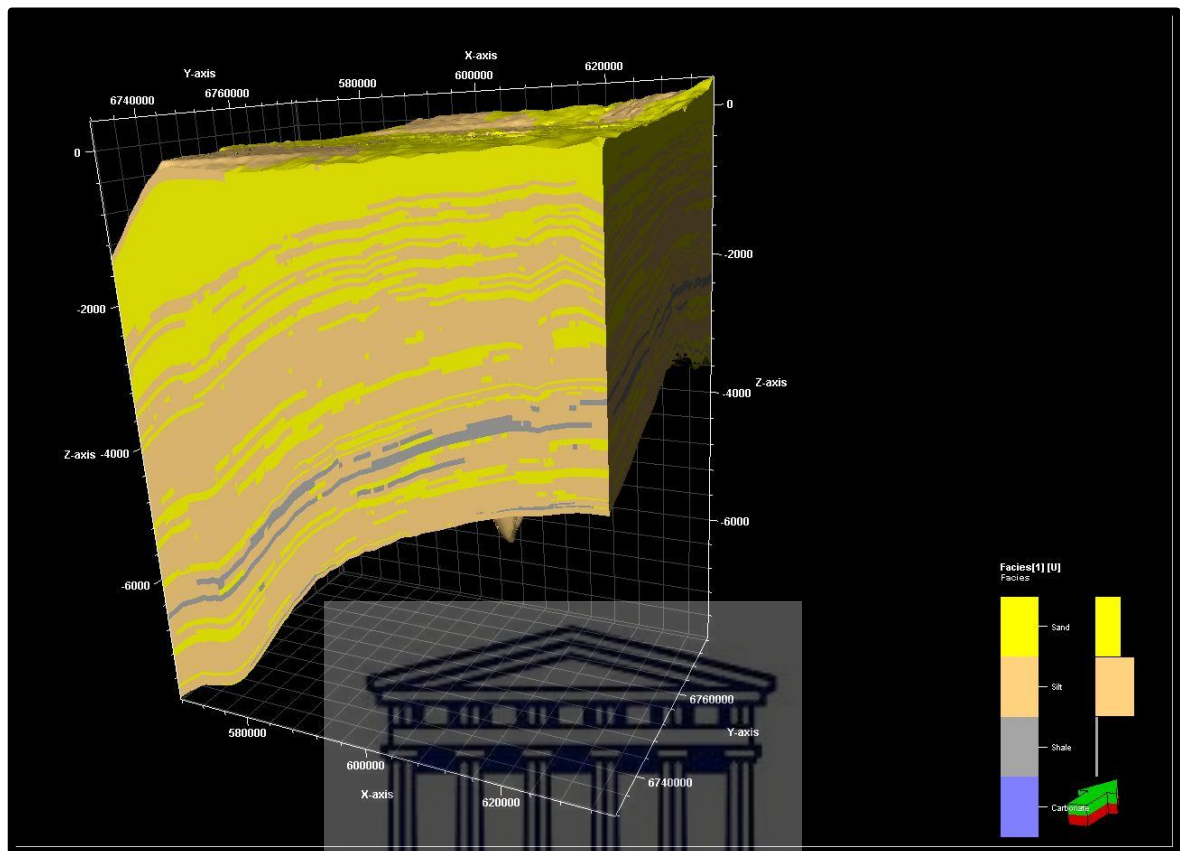 X-axis
Y-axis
6740000
6760000
580000
600000
620000
0
0
-2000
-2000
-4000
Z-axis
Z-axis
-4000
-6000
-6000
580000
600000
X-axis
620000
6740000
Y-axis
6760000
Facies[1] [U]
Facies
Sand
Silt
Shale
Carbonate